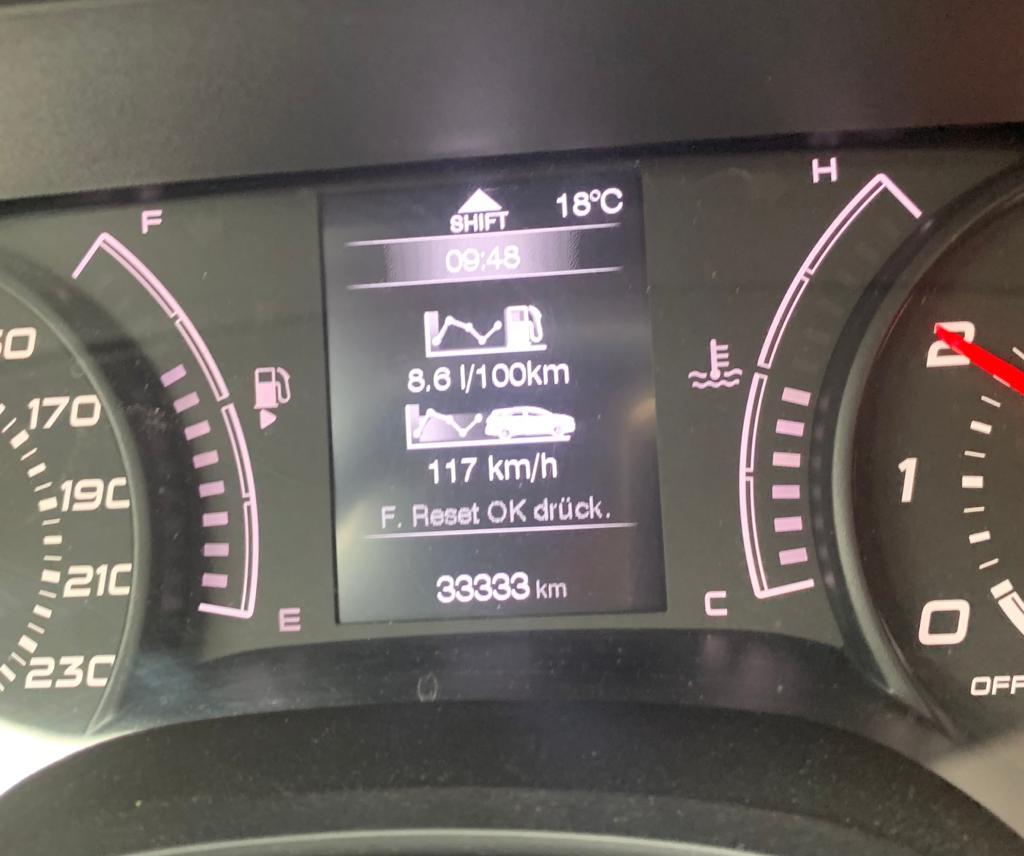 F
H
SHIFT
18°C
09:48
8.6 l/100km
117 km/h
F. Reset OK drück.
33333 km
E
C
170
190
210
230
2
1
0
OFF